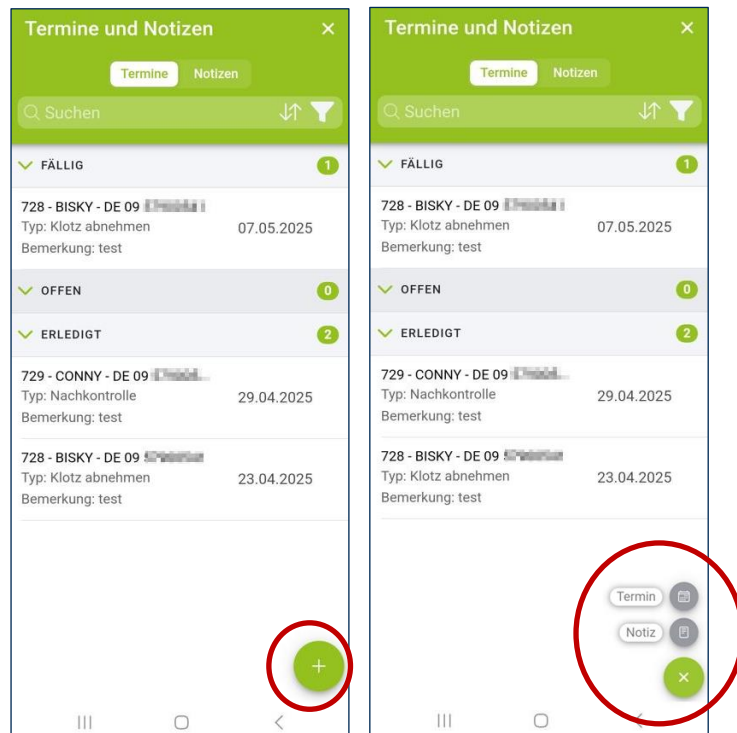 Termine und Notizen ×
Termine Notizen
Suchen
FÄLLIG 1
728 - BISKY - DE 09
Typ: Klotz abnehmen 07.05.2025
Bemerkung: test
OFFEN 0
ERLEDIGT 2
729 - CONNY - DE 09
Typ: Nachkontrolle 29.04.2025
Bemerkung: test
728 - BISKY - DE 09
Typ: Klotz abnehmen 23.04.2025
Bemerkung: test
+
Termine und Notizen ×
Termine Notizen
Suchen
FÄLLIG 1
728 - BISKY - DE 09
Typ: Klotz abnehmen 07.05.2025
Bemerkung: test
OFFEN 0
ERLEDIGT 2
729 - CONNY - DE 09
Typ: Nachkontrolle 29.04.2025
Bemerkung: test
728 - BISKY - DE 09
Typ: Klotz abnehmen 23.04.2025
Bemerkung: test
Termin
Notiz
×